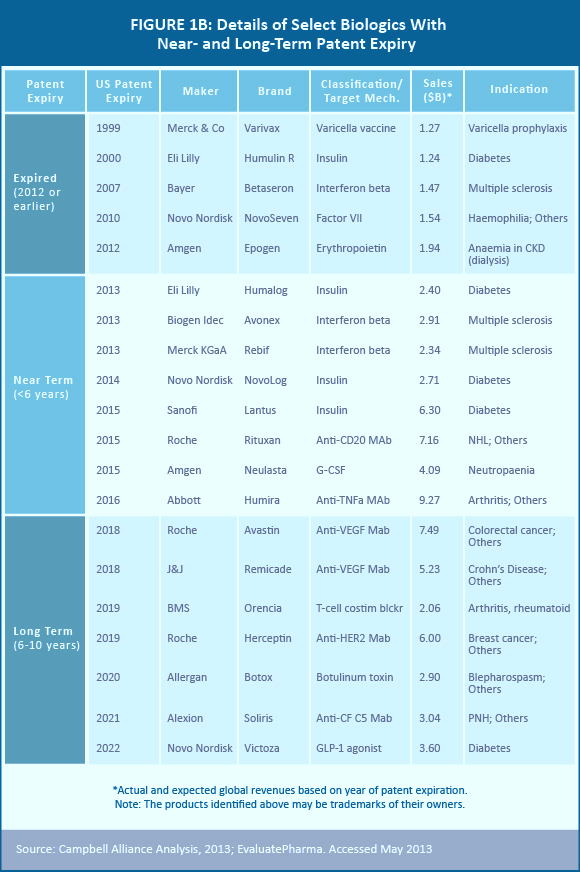 FIGURE 1B: Details of Select Biologics With
Near- and Long-Term Patent Expiry
Patent Expiry US Patent Expiry Maker Brand Classification/ Target Mech. Sales ($B)* Indication
Expired (2012 or earlier)
1999 Merck & Co Varivax Varicella vaccine 1.27 Varicella prophylaxis
2000 Eli Lilly Humulin R Insulin 1.24 Diabetes
2007 Bayer Betaseron Interferon beta 1.47 Multiple sclerosis
2010 Novo Nordisk NovoSeven Factor VII 1.54 Haemophilia; Others
2012 Amgen Epogen Erythropoietin 1.94 Anaemia in CKD (dialysis)
Near Term (<6 years)
2013 Eli Lilly Humalog Insulin 2.40 Diabetes
2013 Biogen Idec Avonex Interferon beta 2.91 Multiple sclerosis
2013 Merck KGaA Rebif Interferon beta 2.34 Multiple sclerosis
2014 Novo Nordisk NovoLog Insulin 2.71 Diabetes
2015 Sanofi Lantus Insulin 6.30 Diabetes
2015 Roche Rituxan Anti-CD20 MAb 7.16 NHL; Others
2015 Amgen Neulasta G-CSF 4.09 Neutropaenia
2016 Abbott Humira Anti-TNFa MAb 9.27 Arthritis; Others
Long Term (6-10 years)
2018 Roche Avastin Anti-VEGF Mab 7.49 Colorectal cancer; Others
2018 J&J Remicade Anti-VEGF Mab 5.23 Crohn's Disease; Others
2019 BMS Orencia T-cell costim blckr 2.06 Arthritis, rheumatoid
2019 Roche Herceptin Anti-HER2 Mab 6.00 Breast cancer; Others
2020 Allergan Botox Botulinum toxin 2.90 Blepharospasm; Others
2021 Alexion Soliris Anti-CF C5 Mab 3.04 PNH; Others
2022 Novo Nordisk Victoza GLP-1 agonist 3.60 Diabetes
*Actual and expected global revenues based on year of patent expiration.
Note: The products identified above may be trademarks of their owners.
Source: Campbell Alliance Analysis, 2013; EvaluatePharma. Accessed May 2013